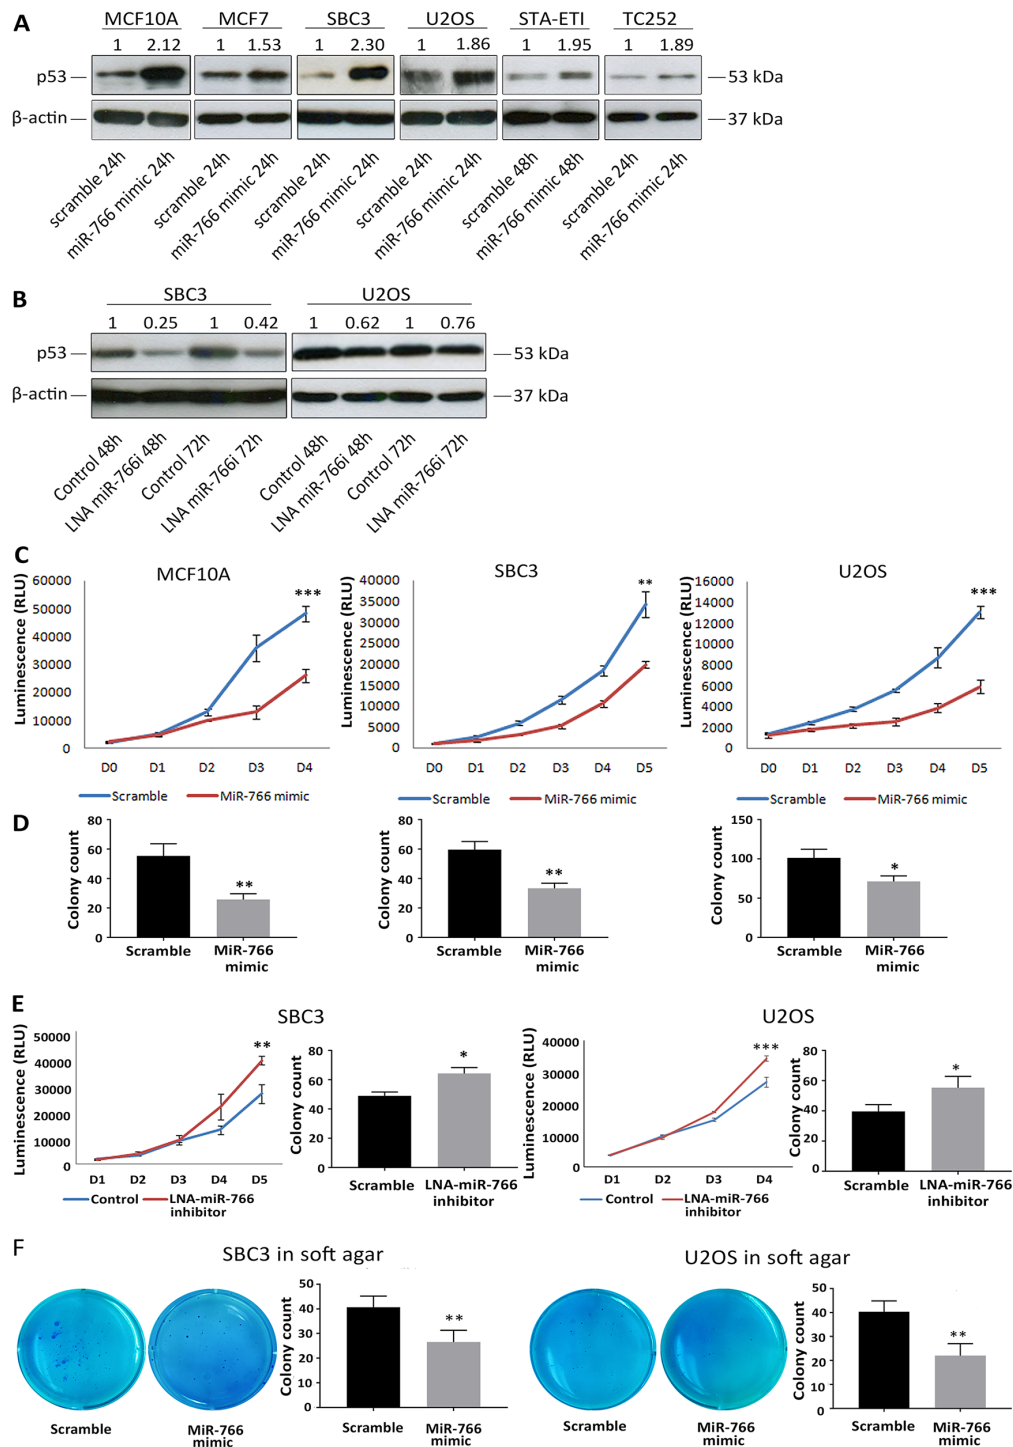 A
MCF10A MCF7 SBC3 U2OS STA-ETI TC252
1 2.12 1 1.53 1 2.30 1 1.86 1 1.95 1 1.89
p53 53 kDa
β-actin 37 kDa
scramble 24h miR-766 mimic 24h scramble 24h miR-766 mimic 24h scramble 24h miR-766 mimic 24h scramble 24h miR-766 mimic 24h scramble 48h miR-766 mimic 48h scramble 24h miR-766 mimic 24h
B
SBC3 U2OS
1 0.25 1 0.42 1 0.62 1 0.76
p53 53 kDa
β-actin 37 kDa
Control 48h LNA miR-766i 48h Control 72h LNA miR-766i 72h Control 48h LNA miR-766i 48h Control 72h LNA miR-766i 72h
C
MCF10A
Luminescence (RLU)
60000
50000
40000
30000
20000
10000
0
***
D0 D1 D2 D3 D4
Scramble MiR-766 mimic
SBC3
Luminescence (RLU)
40000
35000
30000
25000
20000
15000
10000
5000
0
**
D0 D1 D2 D3 D4 D5
Scramble MiR-766 mimic
U2OS
Luminescence (RLU)
16000
14000
12000
10000
8000
6000
4000
2000
0
***
D0 D1 D2 D3 D4 D5
Scramble MiR-766 mimic
D
Colony count
80
60
40
20
0
**
Scramble MiR-766
mimic
Colony count
80
60
40
20
0
**
Scramble MiR-766
mimic
Colony count
150
100
50
0
*
Scramble MiR-766
mimic
E
SBC3
Luminescence (RLU)
50000
40000
30000
20000
10000
0
**
D1 D2 D3 D4 D5
Control LNA-miR-766
inhibitor
Colony count
80
60
40
20
0
*
Scramble LNA-miR-766
inhibitor
U2OS
Luminescence (RLU)
40000
30000
20000
10000
0
***
D1 D2 D3 D4
Control LNA-miR-766
inhibitor
Colony count
80
60
40
20
0
*
Scramble LNA-miR-766
inhibitor
F
SBC3 in soft agar
Scramble MiR-766
mimic
Colony count
50
40
30
20
10
0
**
Scramble MiR-766
mimic
U2OS in soft agar
Scramble MiR-766
mimic
Colony count
50
40
30
20
10
0
**
Scramble MiR-766
mimic